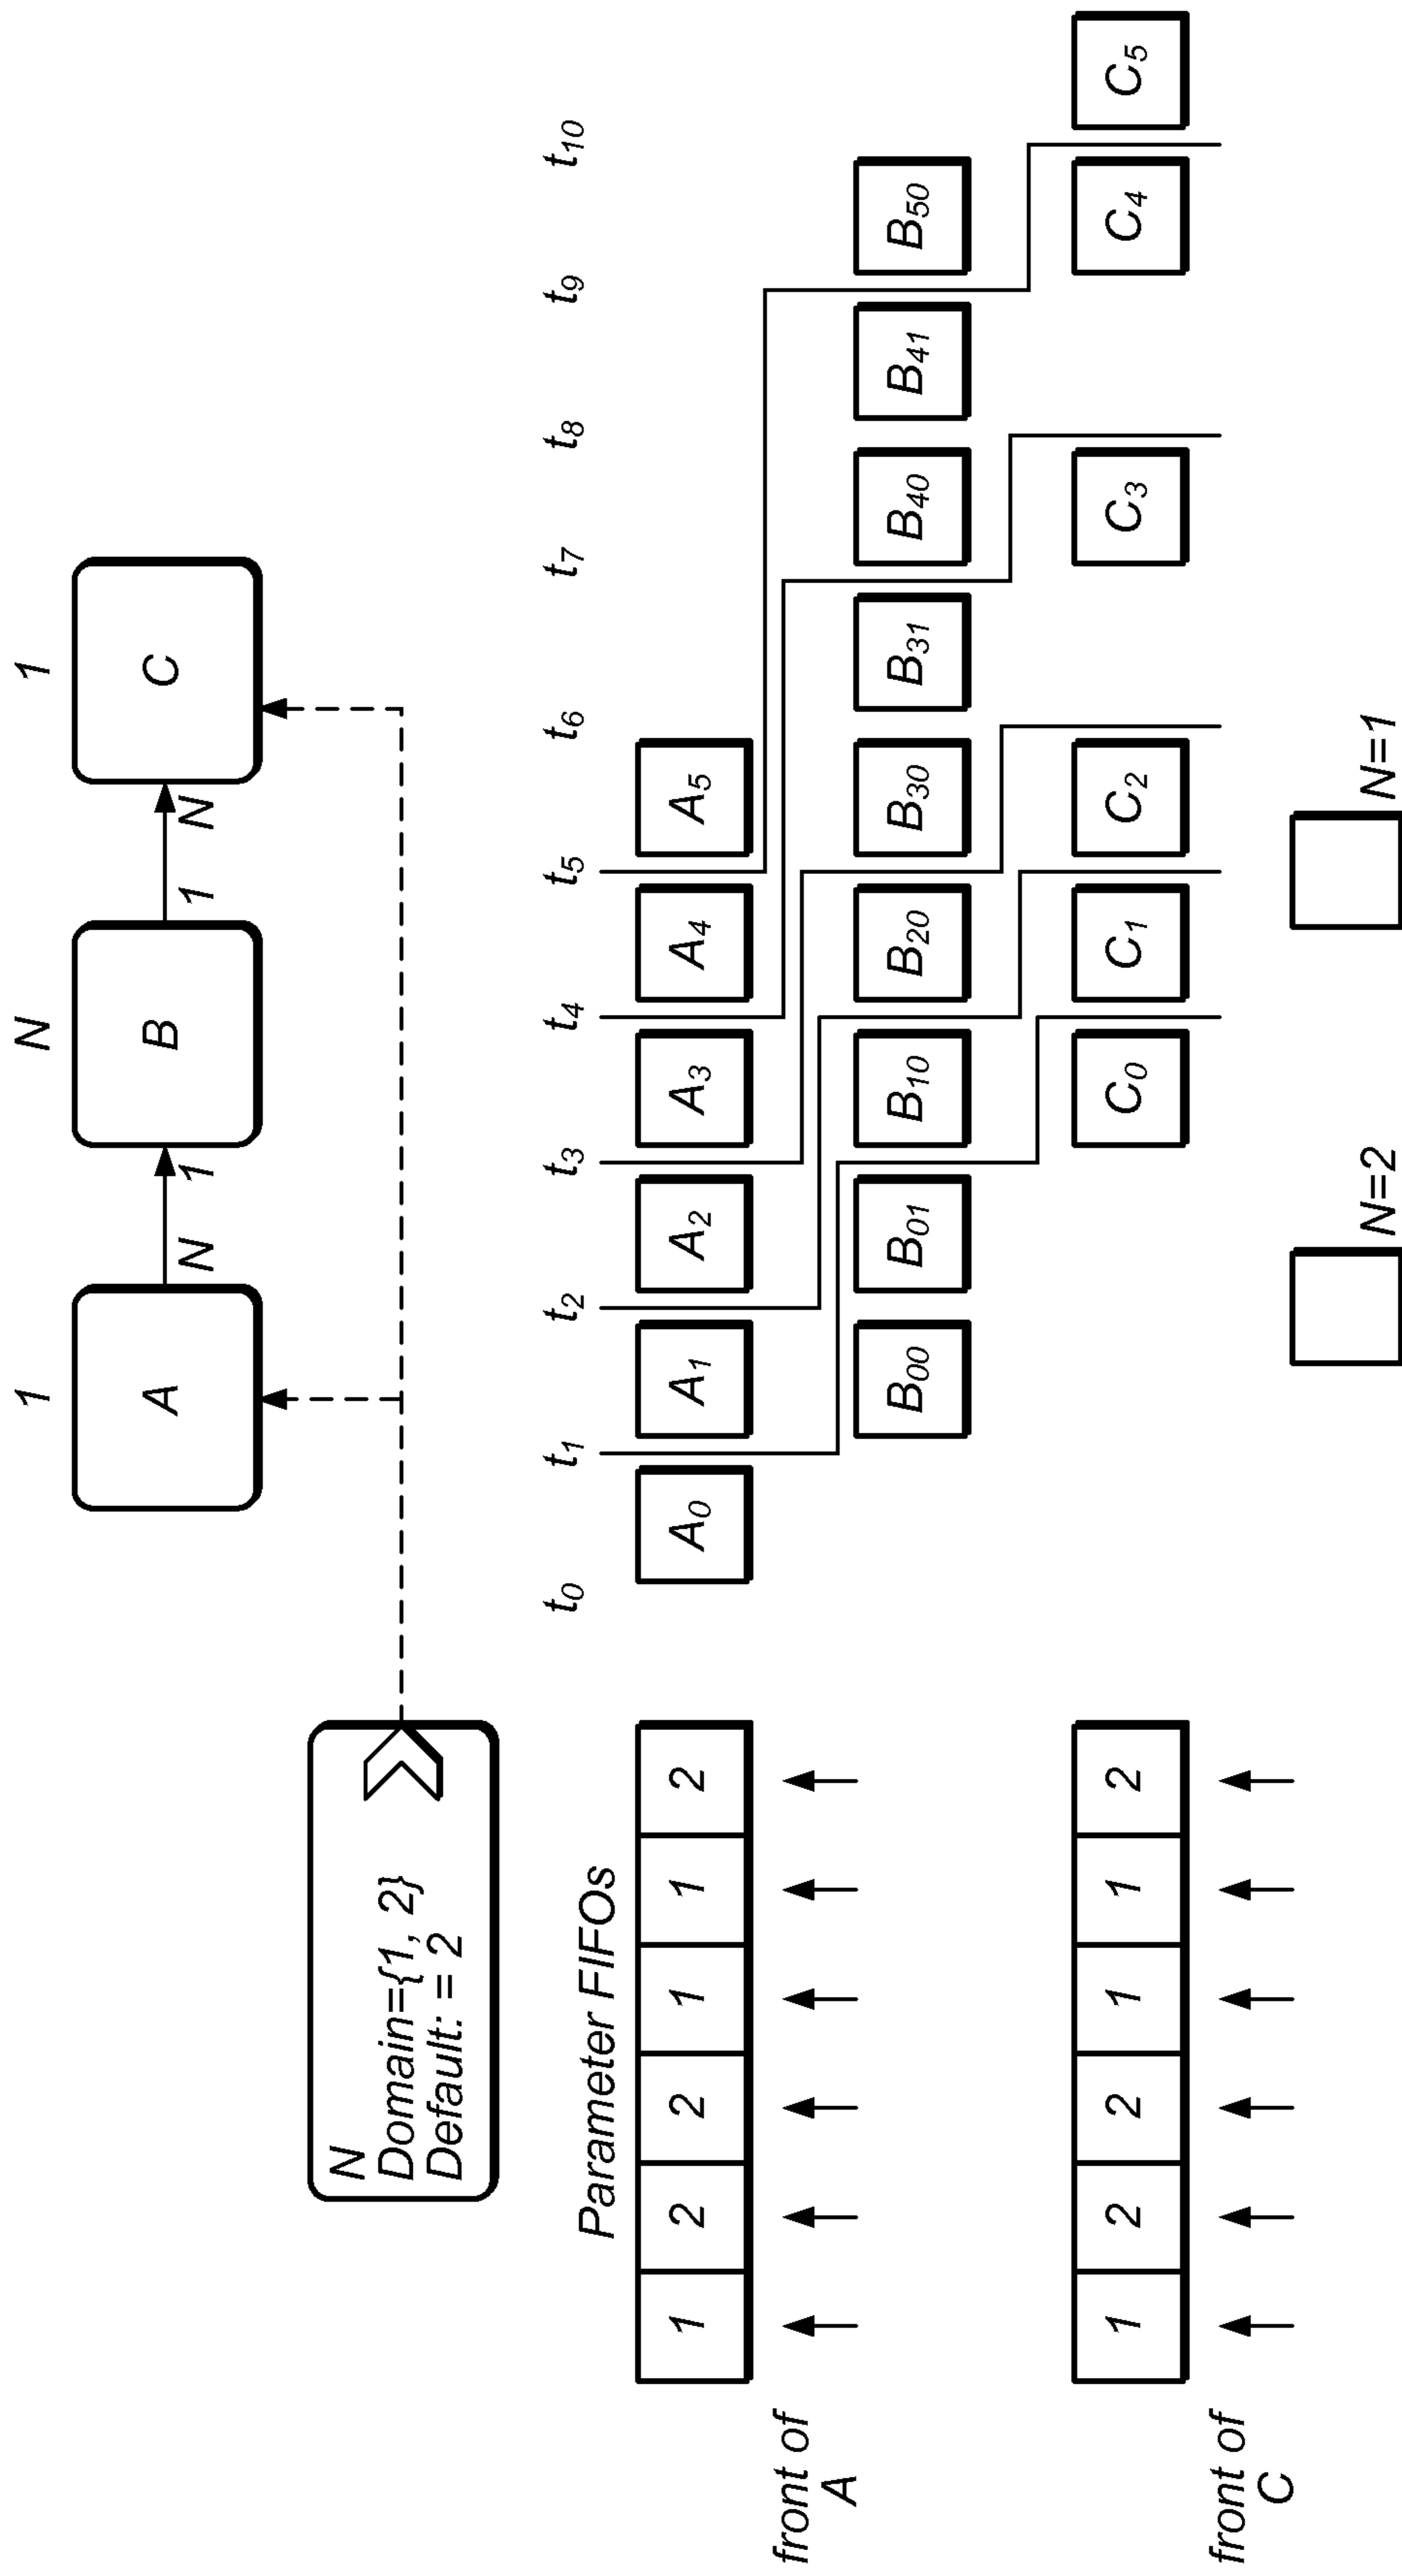 1 N 1
A B C
N 1 1 N
N
Domain={1, 2}
Default: = 2
t0 t1 t2 t3 t4 t5 t6 t7 t8 t9 t10
Parameter FIFOs
1 2 2 1 1 2
A0 A1 A2 A3 A4 A5
front of
A
B00 B01 B10 B20 B30 B31 B40 B41 B50
1 2 2 1 1 2
C0 C1 C2 C3 C4 C5
front of
C
N=2 N=1